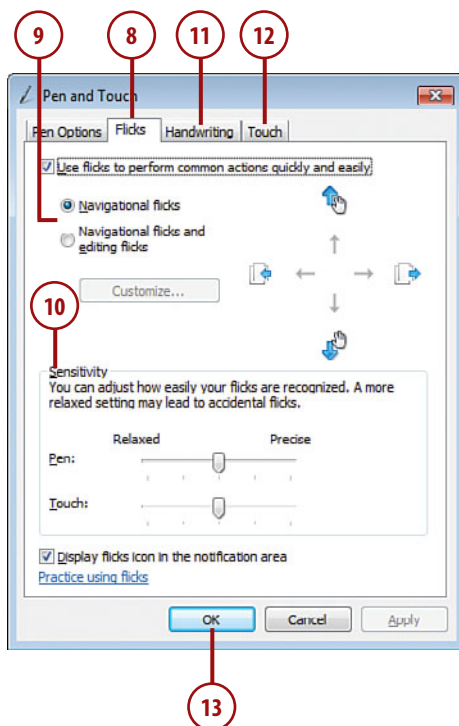 9 8 11 12
Pen and Touch
Pen Options Flicks Handwriting Touch
Use flicks to perform common actions quickly and easily
Navigational flicks
Navigational flicks and
editing flicks
Customize...
10
Sensitivity
You can adjust how easily your flicks are recognized. A more
relaxed setting may lead to accidental flicks.
Relaxed Precise
Pen:
Touch:
Display flicks icon in the notification area
Practice using flicks
OK Cancel Apply
13